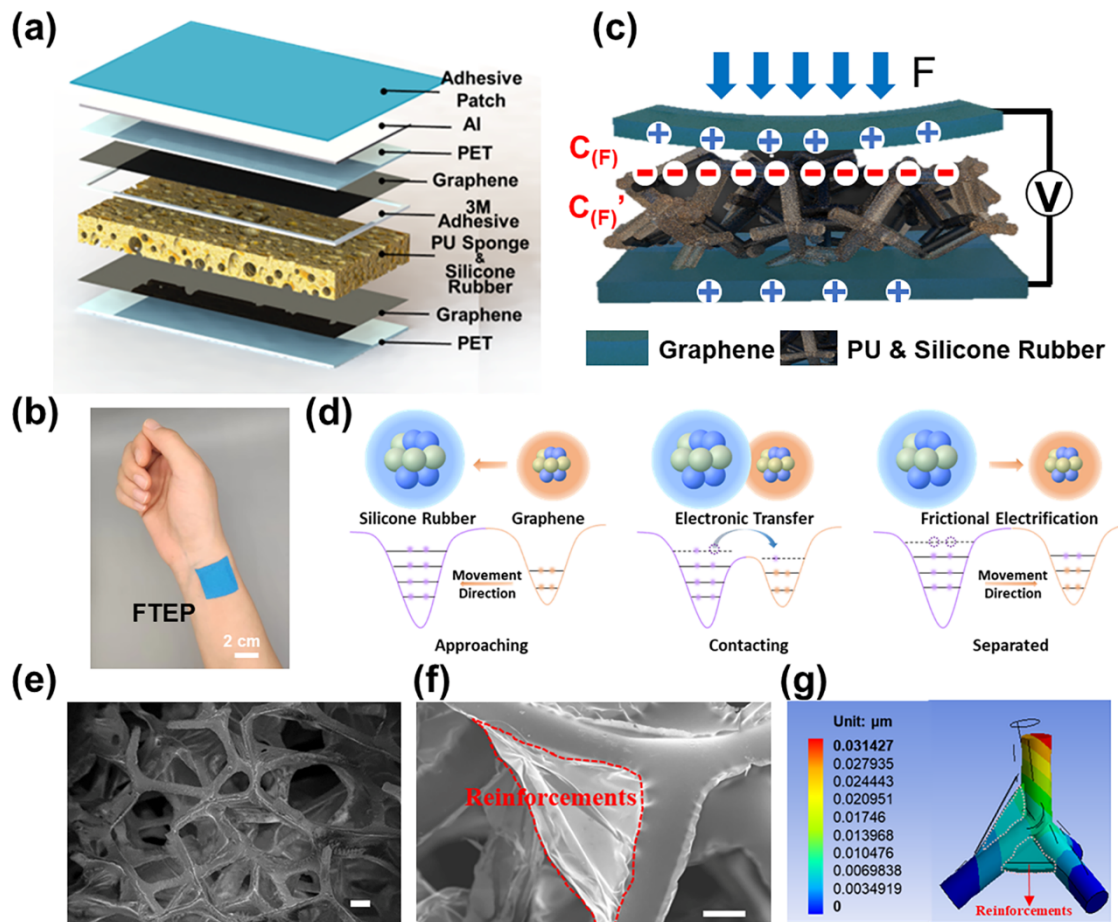 (a)
Adhesive
Patch
Al
PET
Graphene
3M
Adhesive
PU Sponge
&
Silicone
Rubber
Graphene
PET
(c)
F
C(F)
C(F)’
V
Graphene
PU & Silicone Rubber
(b)
FTEP
2 cm
(d)
Silicone Rubber
Graphene
Movement
Direction
Approaching
Electronic Transfer
Movement
Direction
Contacting
Frictional Electrification
Movement
Direction
Separated
(e)
(f)
Reinforcements
(g)
Unit: µm
0.031427
0.027935
0.024443
0.020951
0.01746
0.013968
0.010476
0.0069838
0.0034919
0
Reinforcements